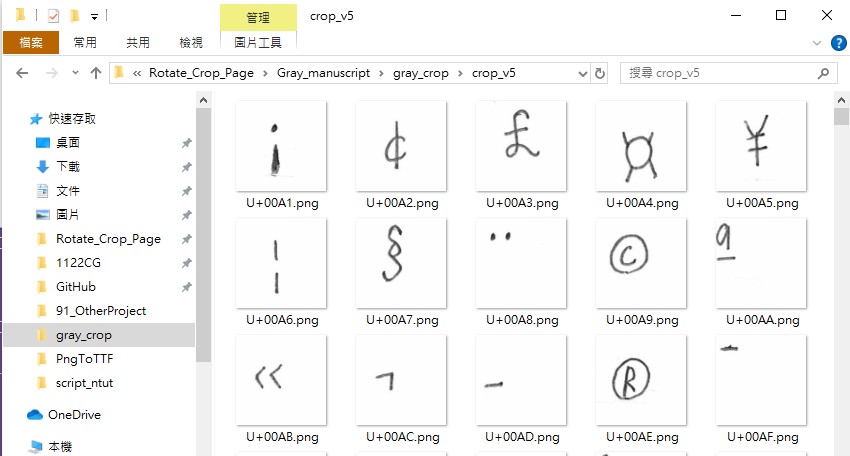 管理
crop_v5
檔案
常用
共用
檢視
圖片工具
« Rotate_Crop_Page > Gray_manuscript > gray_crop > crop_v5
搜尋 crop_v5
快速存取
桌面
下載
文件
圖片
Rotate_Crop_Page
1122CG
GitHub
91_OtherProject
gray_crop
PngToTTF
script_ntut
OneDrive
本機
¡ ¢ £ ¤ ¥
U+00A1.png U+00A2.png U+00A3.png U+00A4.png U+00A5.png
¦ § ¨ © ª
U+00A6.png U+00A7.png U+00A8.png U+00A9.png U+00AA.png
« ¬ - ® ¯
U+00AB.png U+00AC.png U+00AD.png U+00AE.png U+00AF.png